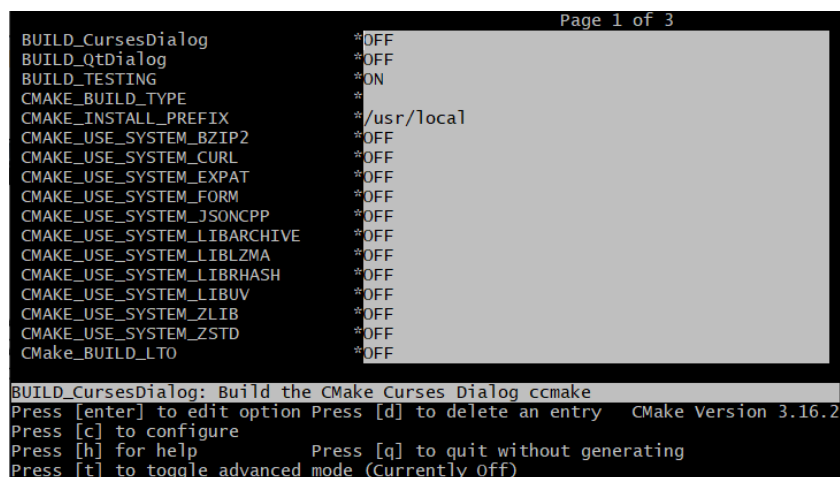 Page 1 of 3
BUILD_CursesDialog *OFF
BUILD_QtDialog *OFF
BUILD_TESTING *ON
CMAKE_BUILD_TYPE *
CMAKE_INSTALL_PREFIX */usr/local
CMAKE_USE_SYSTEM_BZIP2 *OFF
CMAKE_USE_SYSTEM_CURL *OFF
CMAKE_USE_SYSTEM_EXPAT *OFF
CMAKE_USE_SYSTEM_FORM *OFF
CMAKE_USE_SYSTEM_JSONCPP *OFF
CMAKE_USE_SYSTEM_LIBARCHIVE *OFF
CMAKE_USE_SYSTEM_LIBLZMA *OFF
CMAKE_USE_SYSTEM_LIBRHASH *OFF
CMAKE_USE_SYSTEM_LIBUV *OFF
CMAKE_USE_SYSTEM_ZLIB *OFF
CMAKE_USE_SYSTEM_ZSTD *OFF
CMake_BUILD_LTO *OFF
BUILD_CursesDialog: Build the CMake Curses Dialog ccmake
Press [enter] to edit option Press [d] to delete an entry CMake Version 3.16.2
Press [c] to configure
Press [h] for help Press [q] to quit without generating
Press [t] to toggle advanced mode (Currently Off)